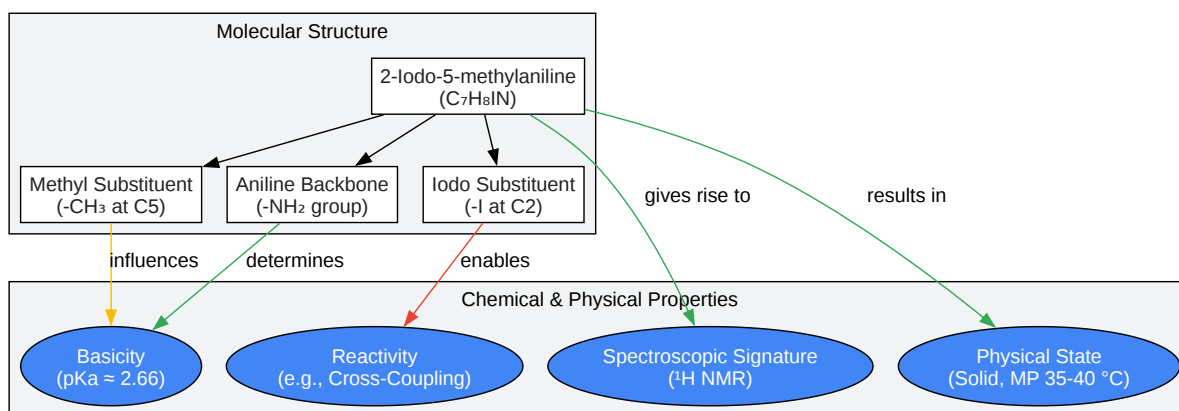 Molecular Structure
2-Iodo-5-methylaniline
(C₇H₈IN)
Methyl Substituent
(-CH₃ at C5)
Aniline Backbone
(-NH₂ group)
Iodo Substituent
(-I at C2)
gives rise to
results in
influences
determines
enables
Chemical & Physical Properties
Basicity
(pKa ≈ 2.66)
Reactivity
(e.g., Cross-Coupling)
Spectroscopic Signature
(¹H NMR)
Physical State
(Solid, MP 35-40 °C)